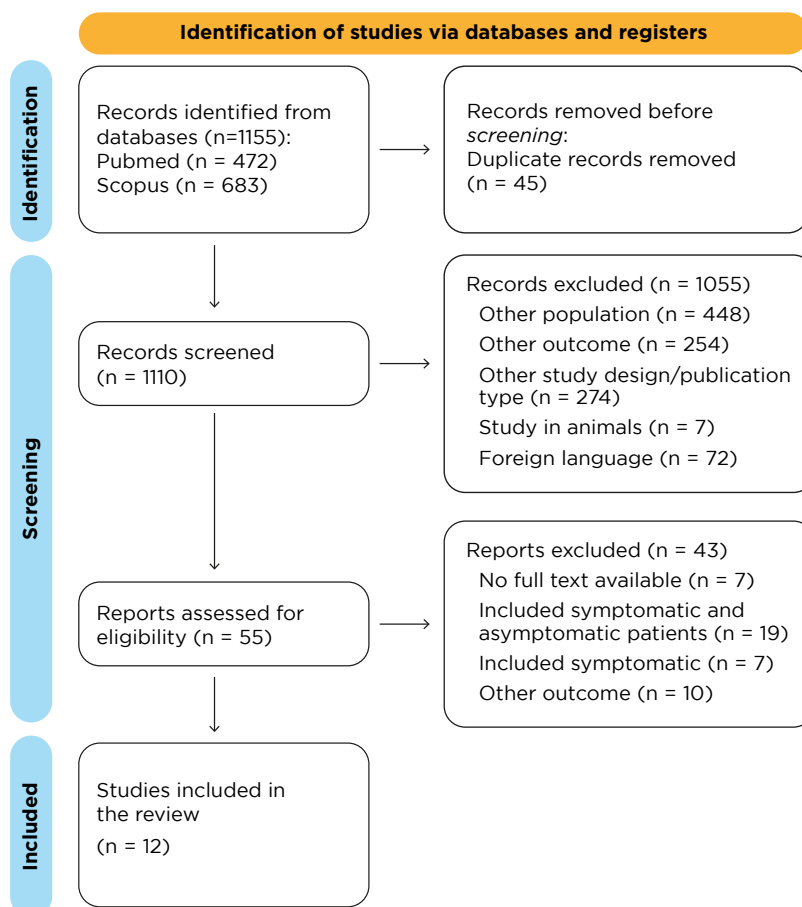 Identification of studies via databases and registers
Identification
Records identified from
databases (n=1155):
Pubmed (n = 472)
Scopus (n = 683)
Records removed before
screening:
Duplicate records removed
(n = 45)
Screening
Records screened
(n = 1110)
Records excluded (n = 1055)
Other population (n = 448)
Other outcome (n = 254)
Other study design/publication
type (n = 274)
Study in animals (n = 7)
Foreign language (n = 72)
Reports assessed for
eligibility (n = 55)
Reports excluded (n = 43)
No full text available (n = 7)
Included symptomatic and
asymptomatic patients (n = 19)
Included symptomatic (n = 7)
Other outcome (n = 10)
Included
Studies included in
the review
(n = 12)